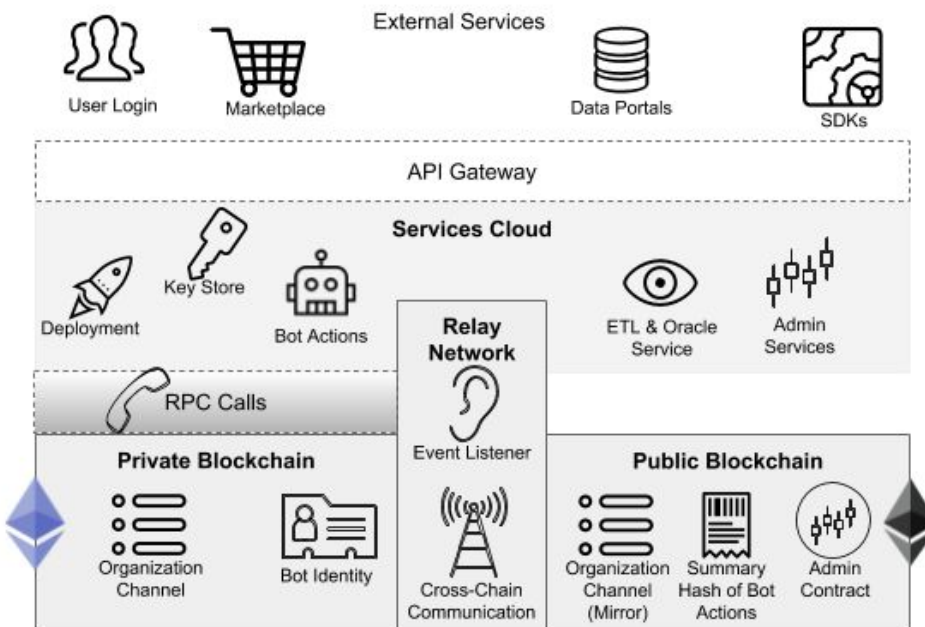 External Services
User Login
Marketplace
Data Portals
SDKs
API Gateway
Services Cloud
Deployment
Key Store
Bot Actions
ETL & Oracle
Service
Admin
Services
Relay
Network
RPC Calls
Event Listener
Cross-Chain
Communication
Private Blockchain
Organization
Channel
Bot Identity
Public Blockchain
Organization
Channel
(Mirror)
Summary
Hash of Bot
Actions
Admin
Contract